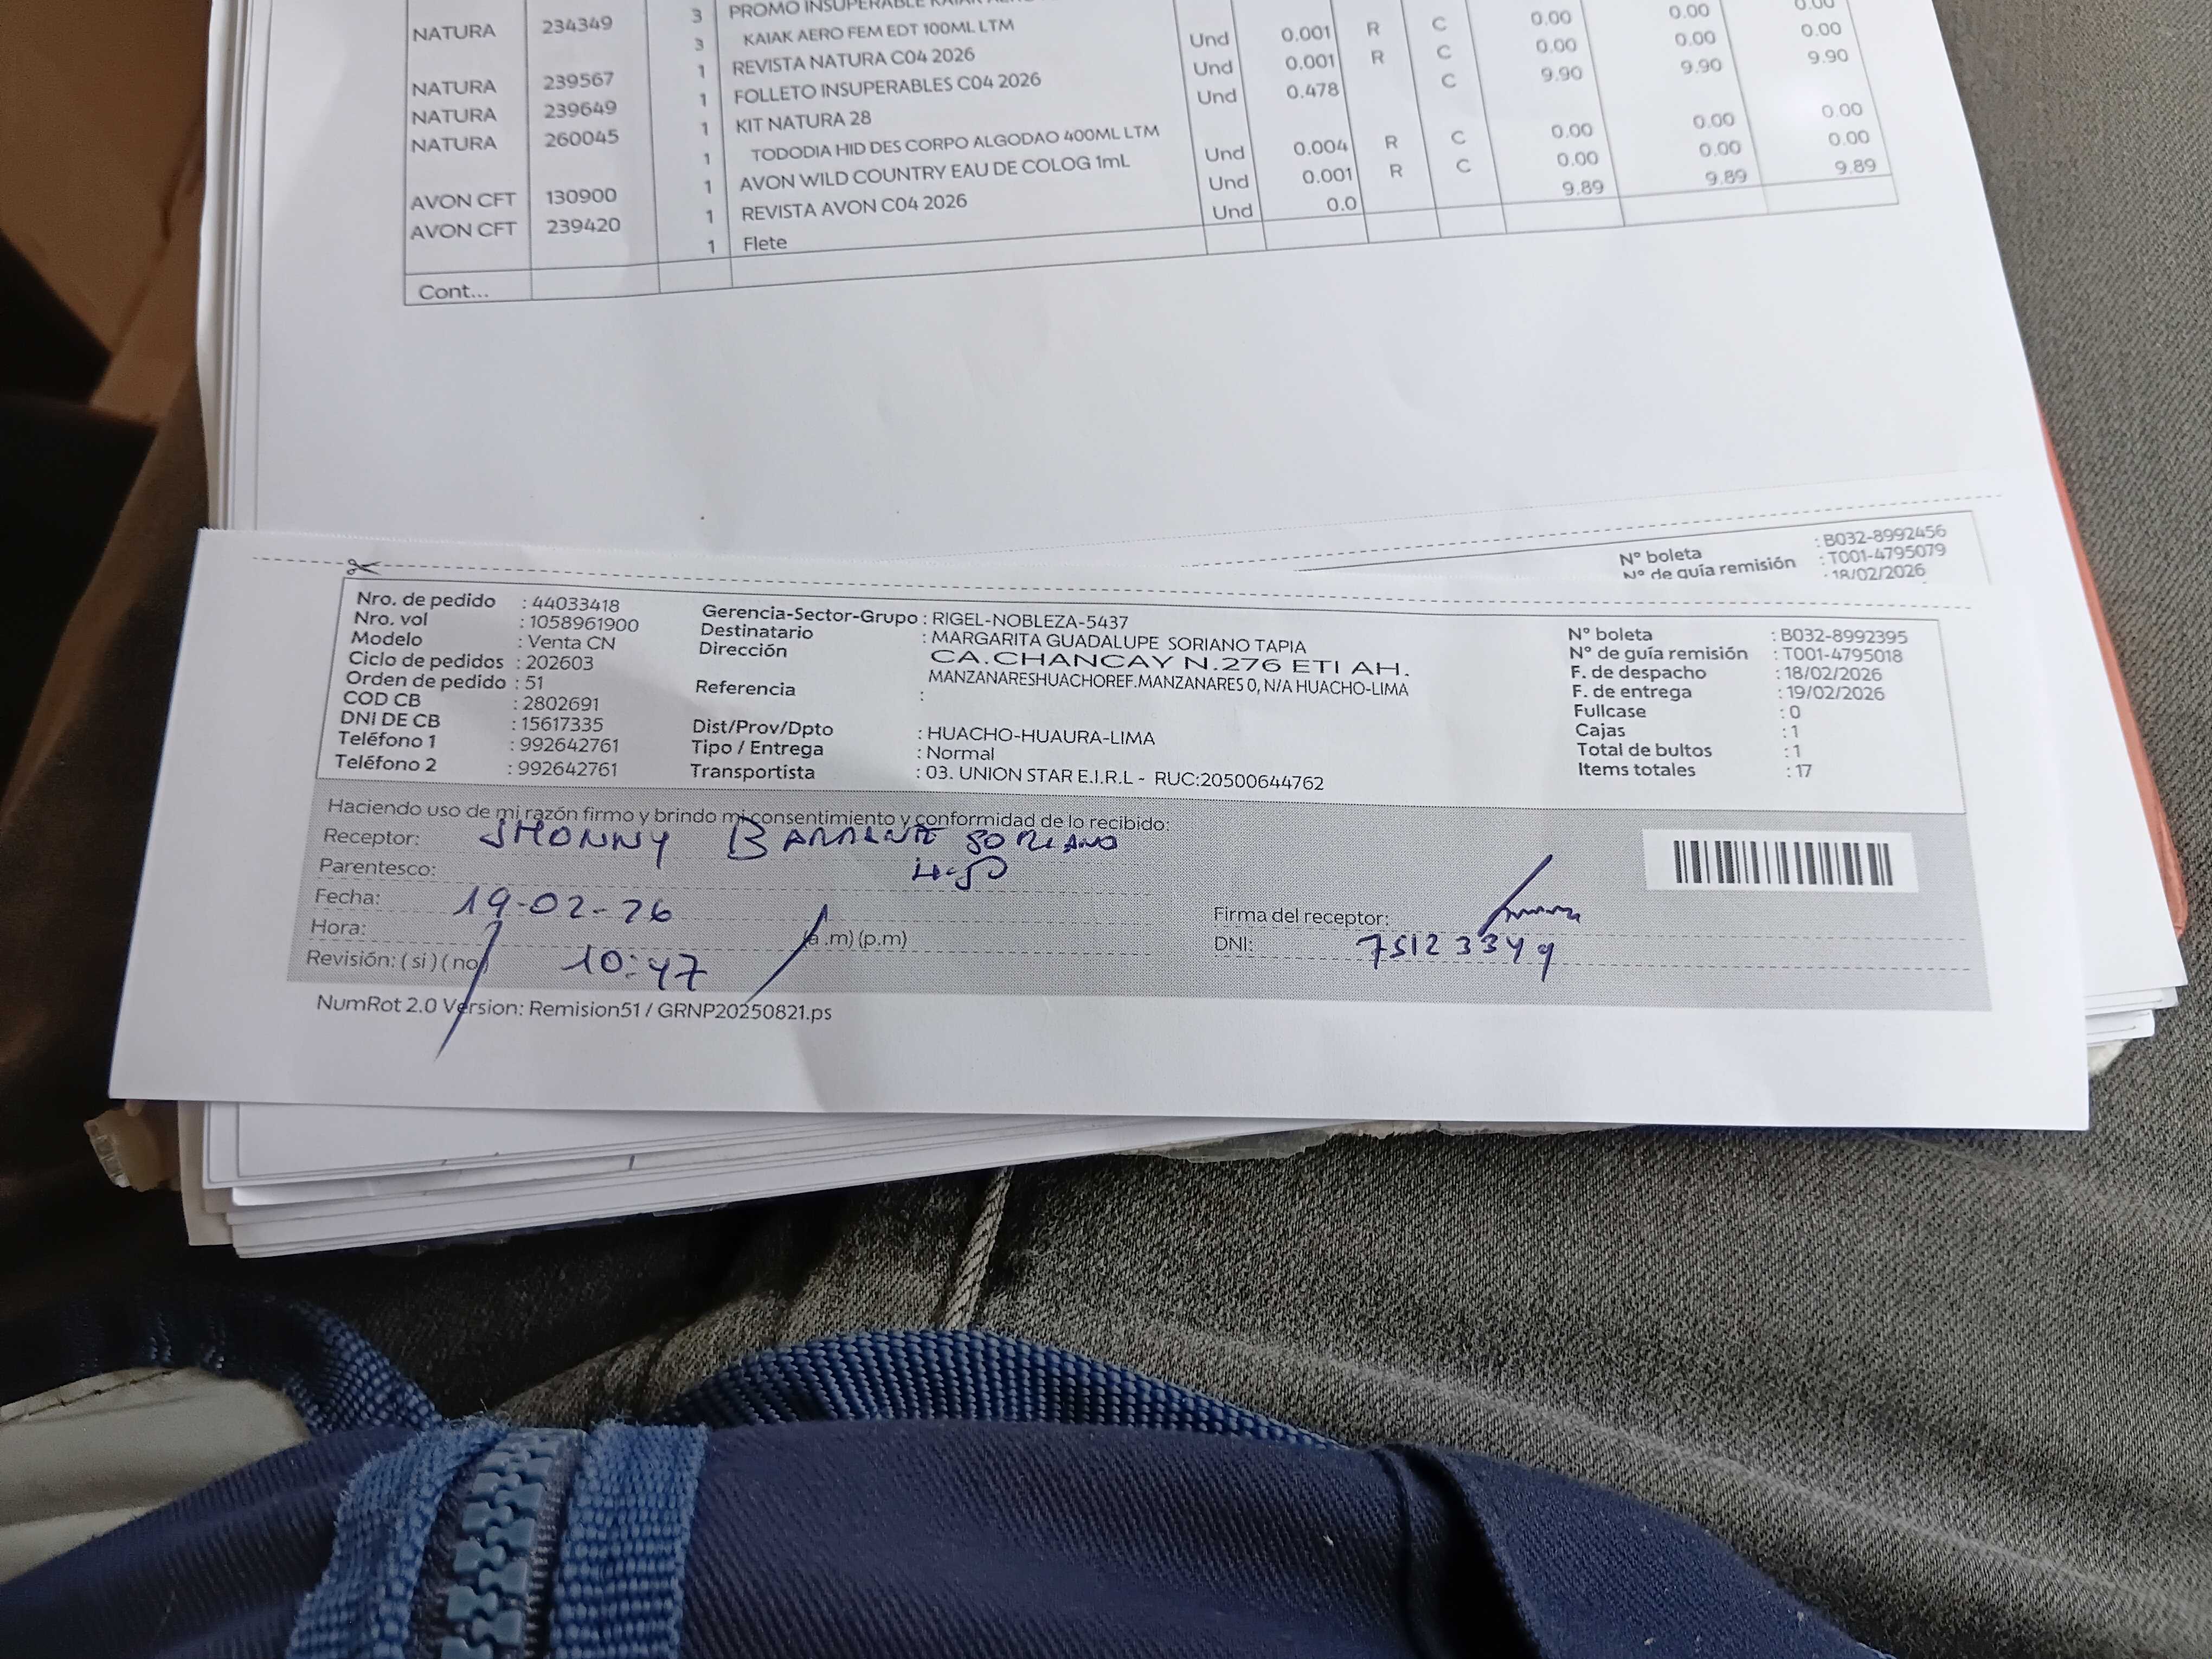 3 PROMO INSUPERABLE KAIAK
NATURA 234349 3 KAIAK AERO FEM EDT 100ML LTM 0.00 0.00 0.00
1 REVISTA NATURA C04 2026 Und 0.001 R C 0.00 0.00 0.00
NATURA 239567 1 FOLLETO INSUPERABLES C04 2026 Und 0.001 R C 9.90 9.90 9.90
NATURA 239649 1 KIT NATURA 28 Und 0.478 C
NATURA 260045 1 TODODIA HID DES CORPO ALGODAO 400ML LTM 0.00 0.00 0.00
1 AVON WILD COUNTRY EAU DE COLOG 1mL Und 0.004 R C 0.00 0.00 0.00
AVON CFT 130900 1 REVISTA AVON C04 2026 Und 0.001 R C 9.89 9.89 9.89
AVON CFT 239420 1 Flete Und 0.0
Cont...
N° boleta : B032-8992456
N° de guía remisión : T001-4795079
: 18/02/2026
Nro. de pedido : 44033418
Nro. vol : 1058961900
Modelo : Venta CN
Ciclo de pedidos : 202603
Orden de pedido : 51
COD CB : 2802691
DNI DE CB : 15617335
Teléfono 1 : 992642761
Teléfono 2 : 992642761
Gerencia-Sector-Grupo : RIGEL-NOBLEZA-5437
Destinatario : MARGARITA GUADALUPE SORIANO TAPIA
Dirección : CA.CHANCAY N.276 ETI AH.
MANZANARESHUACHOREF.MANZANARES 0, N/A HUACHO-LIMA
Referencia :
Dist/Prov/Dpto : HUACHO-HUAURA-LIMA
Tipo / Entrega : Normal
Transportista : 03. UNION STAR E.I.R.L - RUC:20500644762
N° boleta : B032-8992395
N° de guía remisión : T001-4795018
F. de despacho : 18/02/2026
F. de entrega : 19/02/2026
Fullcase : 0
Cajas : 1
Total de bultos : 1
Items totales : 17
Haciendo uso de mi razón firmo y brindo mi consentimiento y conformidad de lo recibido:
Receptor: JHONNY SORIANO
Parentesco: HIJO
Fecha: 19-02-26
Hora: 10:47 (a.m) (p.m)
Revisión: ( si ) ( no )
Firma del receptor:
DNI: 75123349
NumRot 2.0 Version: Remision51 / GRNP20250821.ps